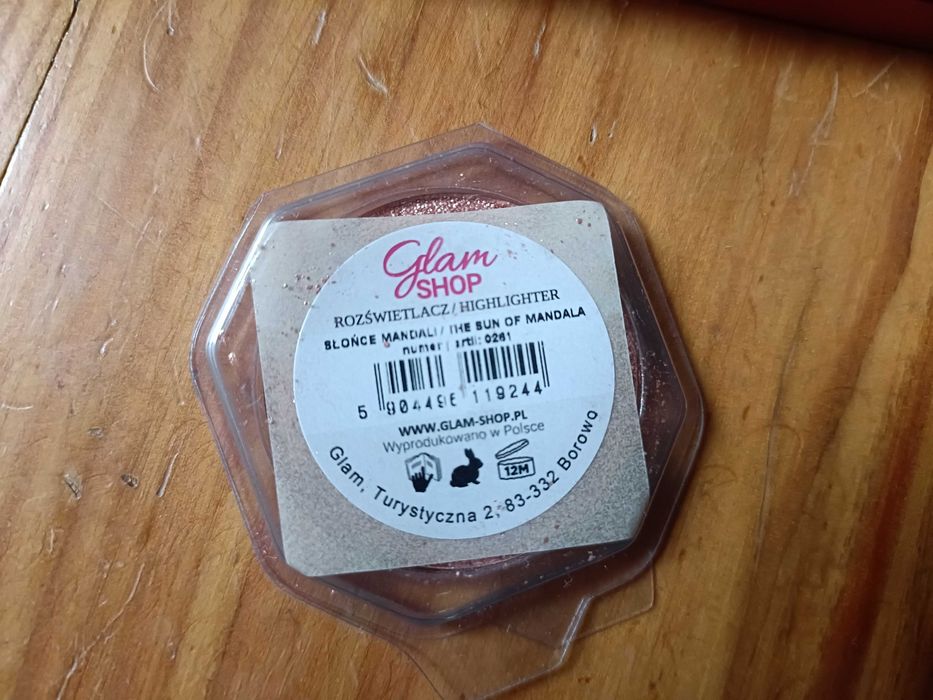 Glam
SHOP
ROZŚWIETLACZ / HIGHLIGHTER
SŁOŃCE MANDALI / THE SUN OF MANDALA
0261
5 904496 119244
WWW.GLAM-SHOP.PL
Wyprodukowano w Polsce
12M
Glam, Turystyczna 2, 83-332 Borowo